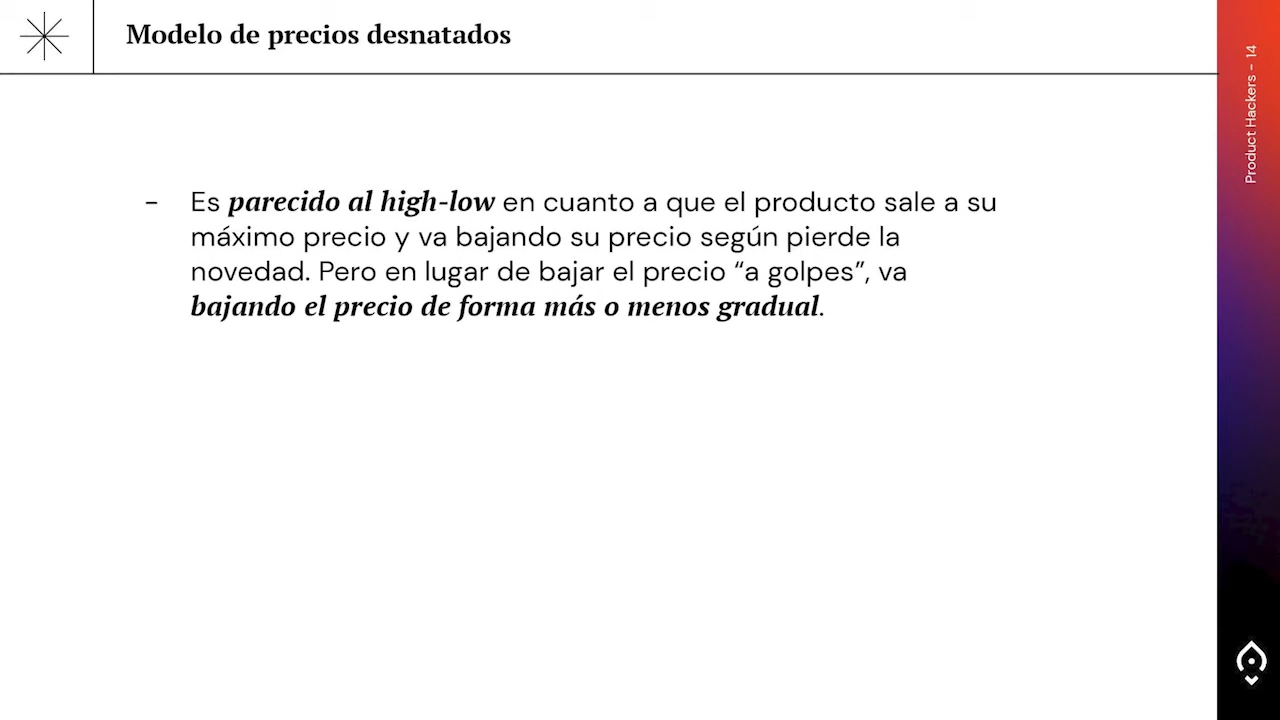 Modelo de precios desnatados
Product Hackers - 14
- Es parecido al high-low en cuanto a que el producto sale a su
máximo precio y va bajando su precio según pierde la
novedad. Pero en lugar de bajar el precio “a golpes”, va
bajando el precio de forma más o menos gradual.